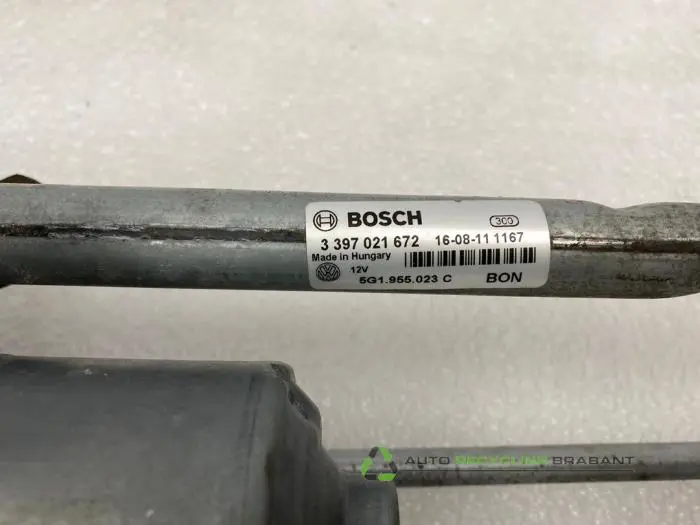 BOSCH 300
3 397 021 672 16-08-11 1167
Made in Hungary
12V
5G1.955.023 C BON
AUTO RECYCLING BRABANT